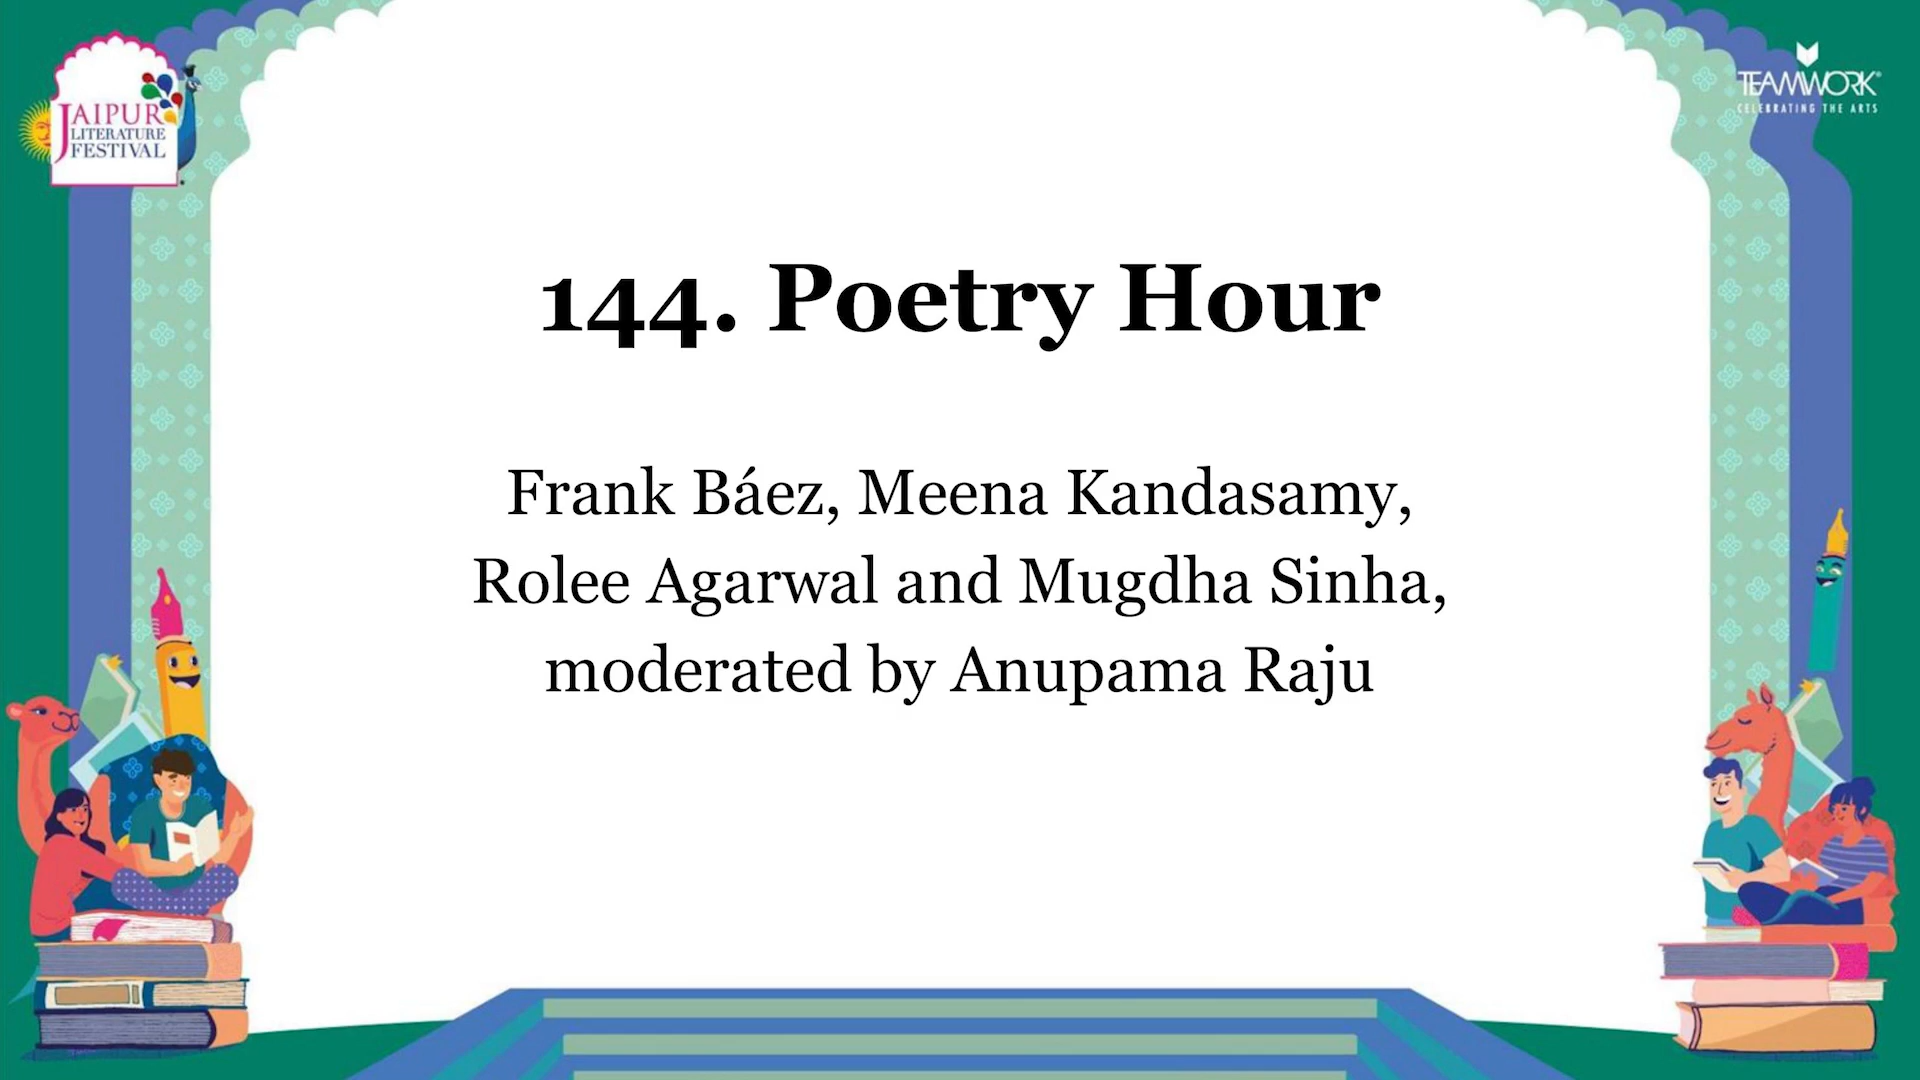 JAIPUR
LITERATURE
FESTIVAL
TEAMWORK®
CELEBRATING THE ARTS
144. Poetry Hour
Frank Báez, Meena Kandasamy,
Rolee Agarwal and Mugdha Sinha,
moderated by Anupama Raju